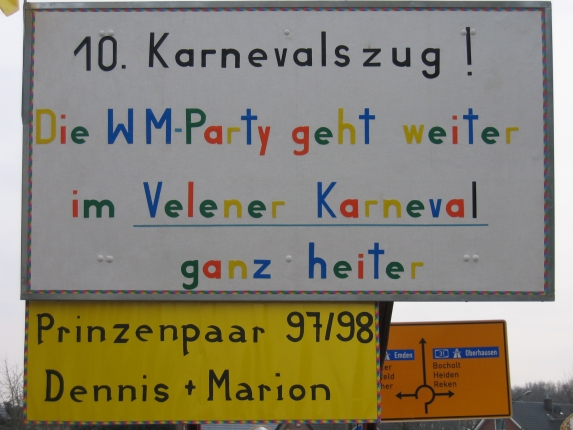 10. Karnevalszug !
Die WM-Party geht weiter
im Velener Karneval
ganz heiter
Prinzenpaar 97/98
Dennis + Marion
Emden
31 Oberhausen
Bocholt
Heiden
Reken